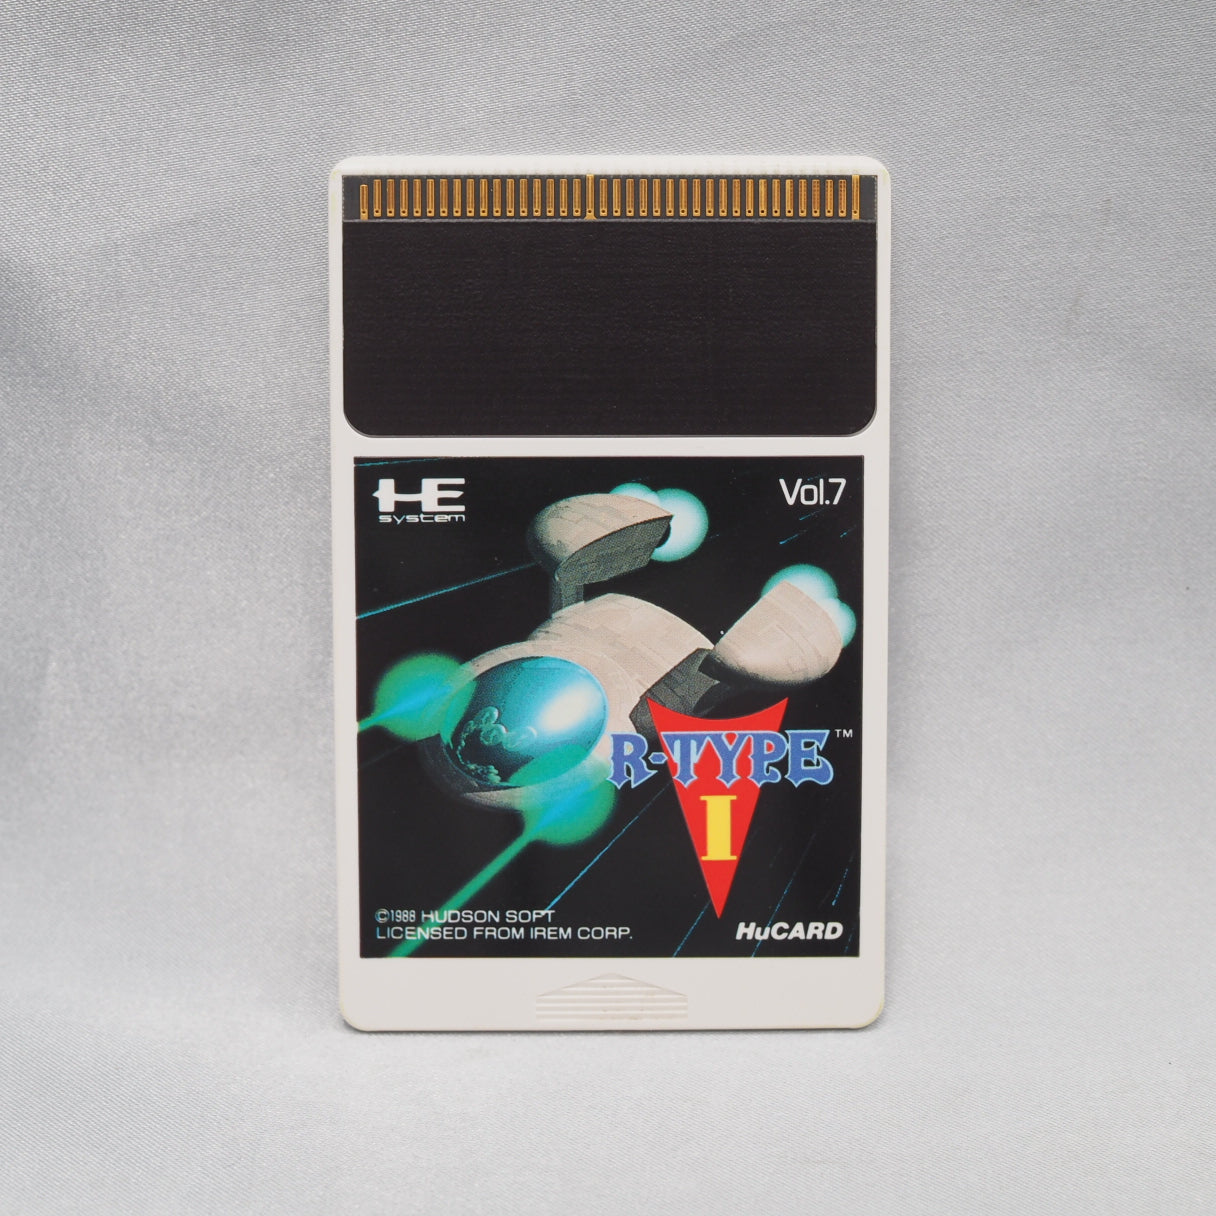 HE
system
Vol.7
R-TYPE™
I
©1988 HUDSON SOFT
LICENSED FROM IREM CORP.
HuCARD